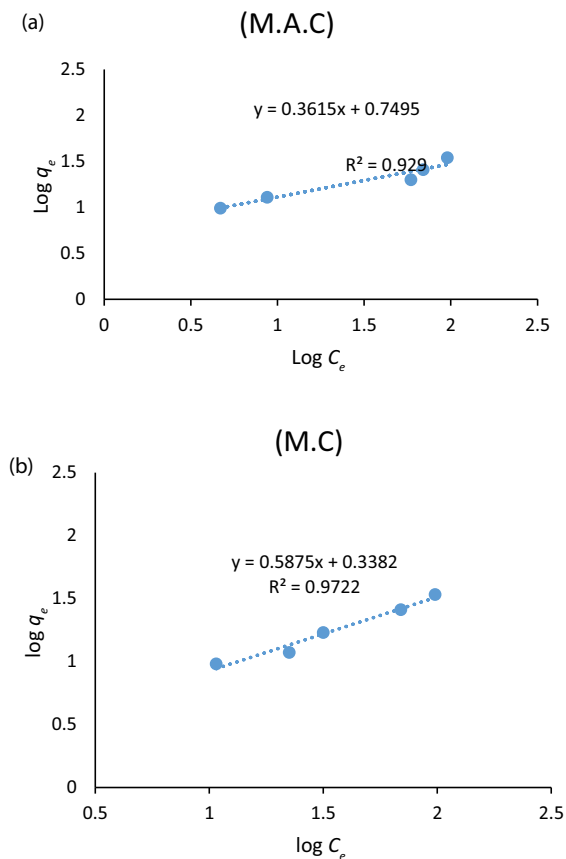 (a)
(M.A.C)
2.5
y = 0.3615x + 0.7495
2
R² = 0.929
1.5
1
0.5
0
Log qₑ
0
0.5
1
1.5
2
2.5
Log Cₑ
(b)
(M.C)
2.5
2
y = 0.5875x + 0.3382
R² = 0.9722
1.5
1
0.5
0
log qₑ
0.5
1
1.5
2
2.5
log Cₑ